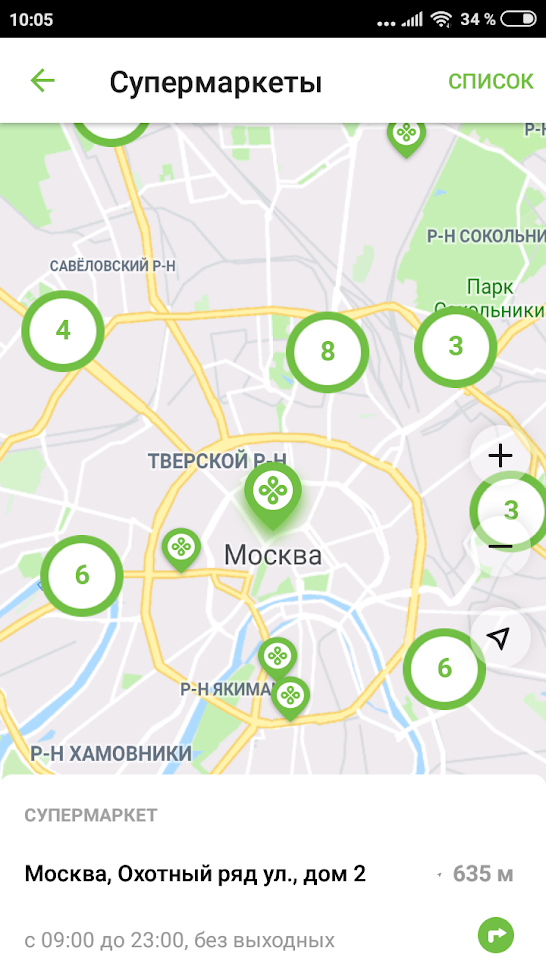 10:05
34 %
Супермаркеты
СПИСОК
Р-Н
Р-Н СОКОЛЬНИ
САВЁЛОВСКИЙ Р-Н
Парк
Сокольники
4
8
3
ТВЕРСКОЙ Р-Н
3
Москва
6
6
Р-Н ЯКИМА
Р-Н ХАМОВНИКИ
СУПЕРМАРКЕТ
Москва, Охотный ряд ул., дом 2
635 м
с 09:00 до 23:00, без выходных